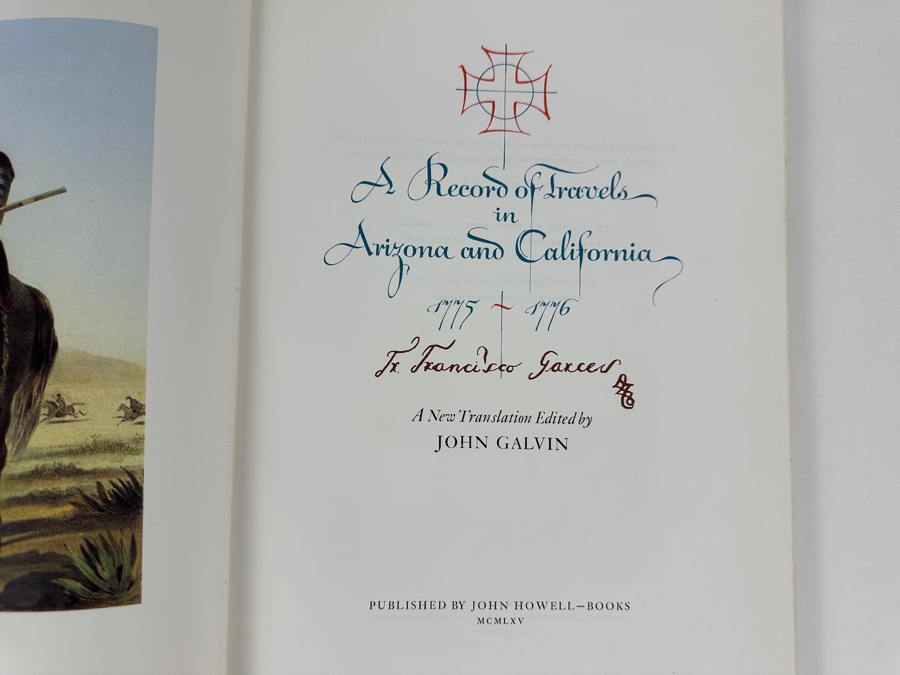 A Record of Travels
in
Arizona and California
1775 ~ 1776
Fr. Francisco Garces
A New Translation Edited by
JOHN GALVIN
PUBLISHED BY JOHN HOWELL—BOOKS
MCMLXV